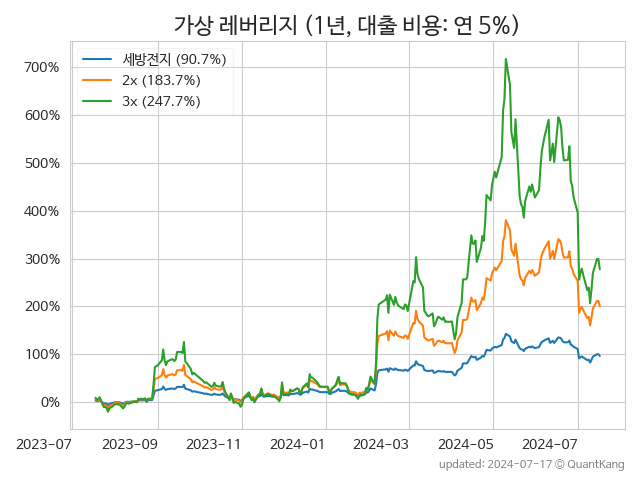 가상 레버리지 (1년, 대출 비용: 연 5%)
세방전지 (90.7%)
2x (183.7%)
3x (247.7%)
700%
600%
500%
400%
300%
200%
100%
0%
2023-07 2023-09 2023-11 2024-01 2024-03 2024-05 2024-07
updated: 2024-07-17 © QuantKang